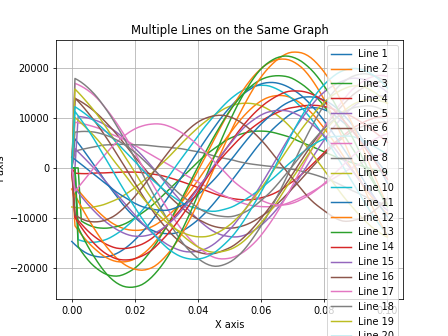 Multiple Lines on the Same Graph
20000
10000
0
−10000
−20000
0.00
0.02
0.04
0.06
X axis
Line 1
Line 2
Line 3
Line 4
Line 5
Line 6
Line 7
Line 8
Line 9
Line 10
Line 11
Line 12
Line 13
Line 14
Line 15
Line 16
Line 17
Line 18
Line 19
Line 20